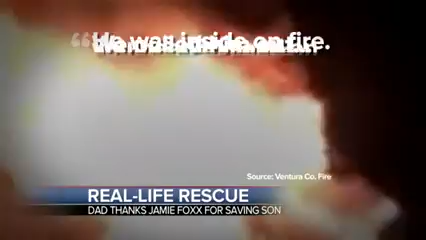 “He was inside on fire.
Source: Ventura Co. Fire
REAL-LIFE RESCUE
DAD THANKS JAMIE FOXX FOR SAVING SON